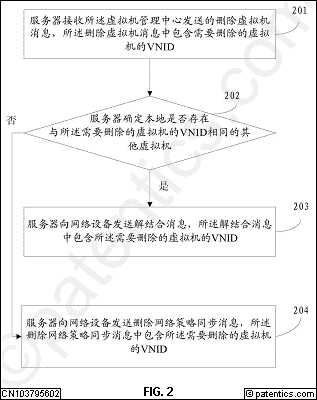 服务器接收所述虚拟机管理中心发送的删除虚拟机
消息，所述删除虚拟机消息中包含需要删除的虚拟
机的VNID
201
202
服务器确定本地是否存在
与所述需要删除的虚拟机的VNID相同的其
他虚拟机
否
是
203
服务器向网络设备发送解结合消息，所述解结合消息
中包含所述需要删除的虚拟机的VNID
204
服务器向网络设备发送删除网络策略同步消息，所述
删除网络策略同步消息中包含所述需要删除的虚拟机
的VNID
CN103795602
FIG. 2
© patentics.com
© patentics.com